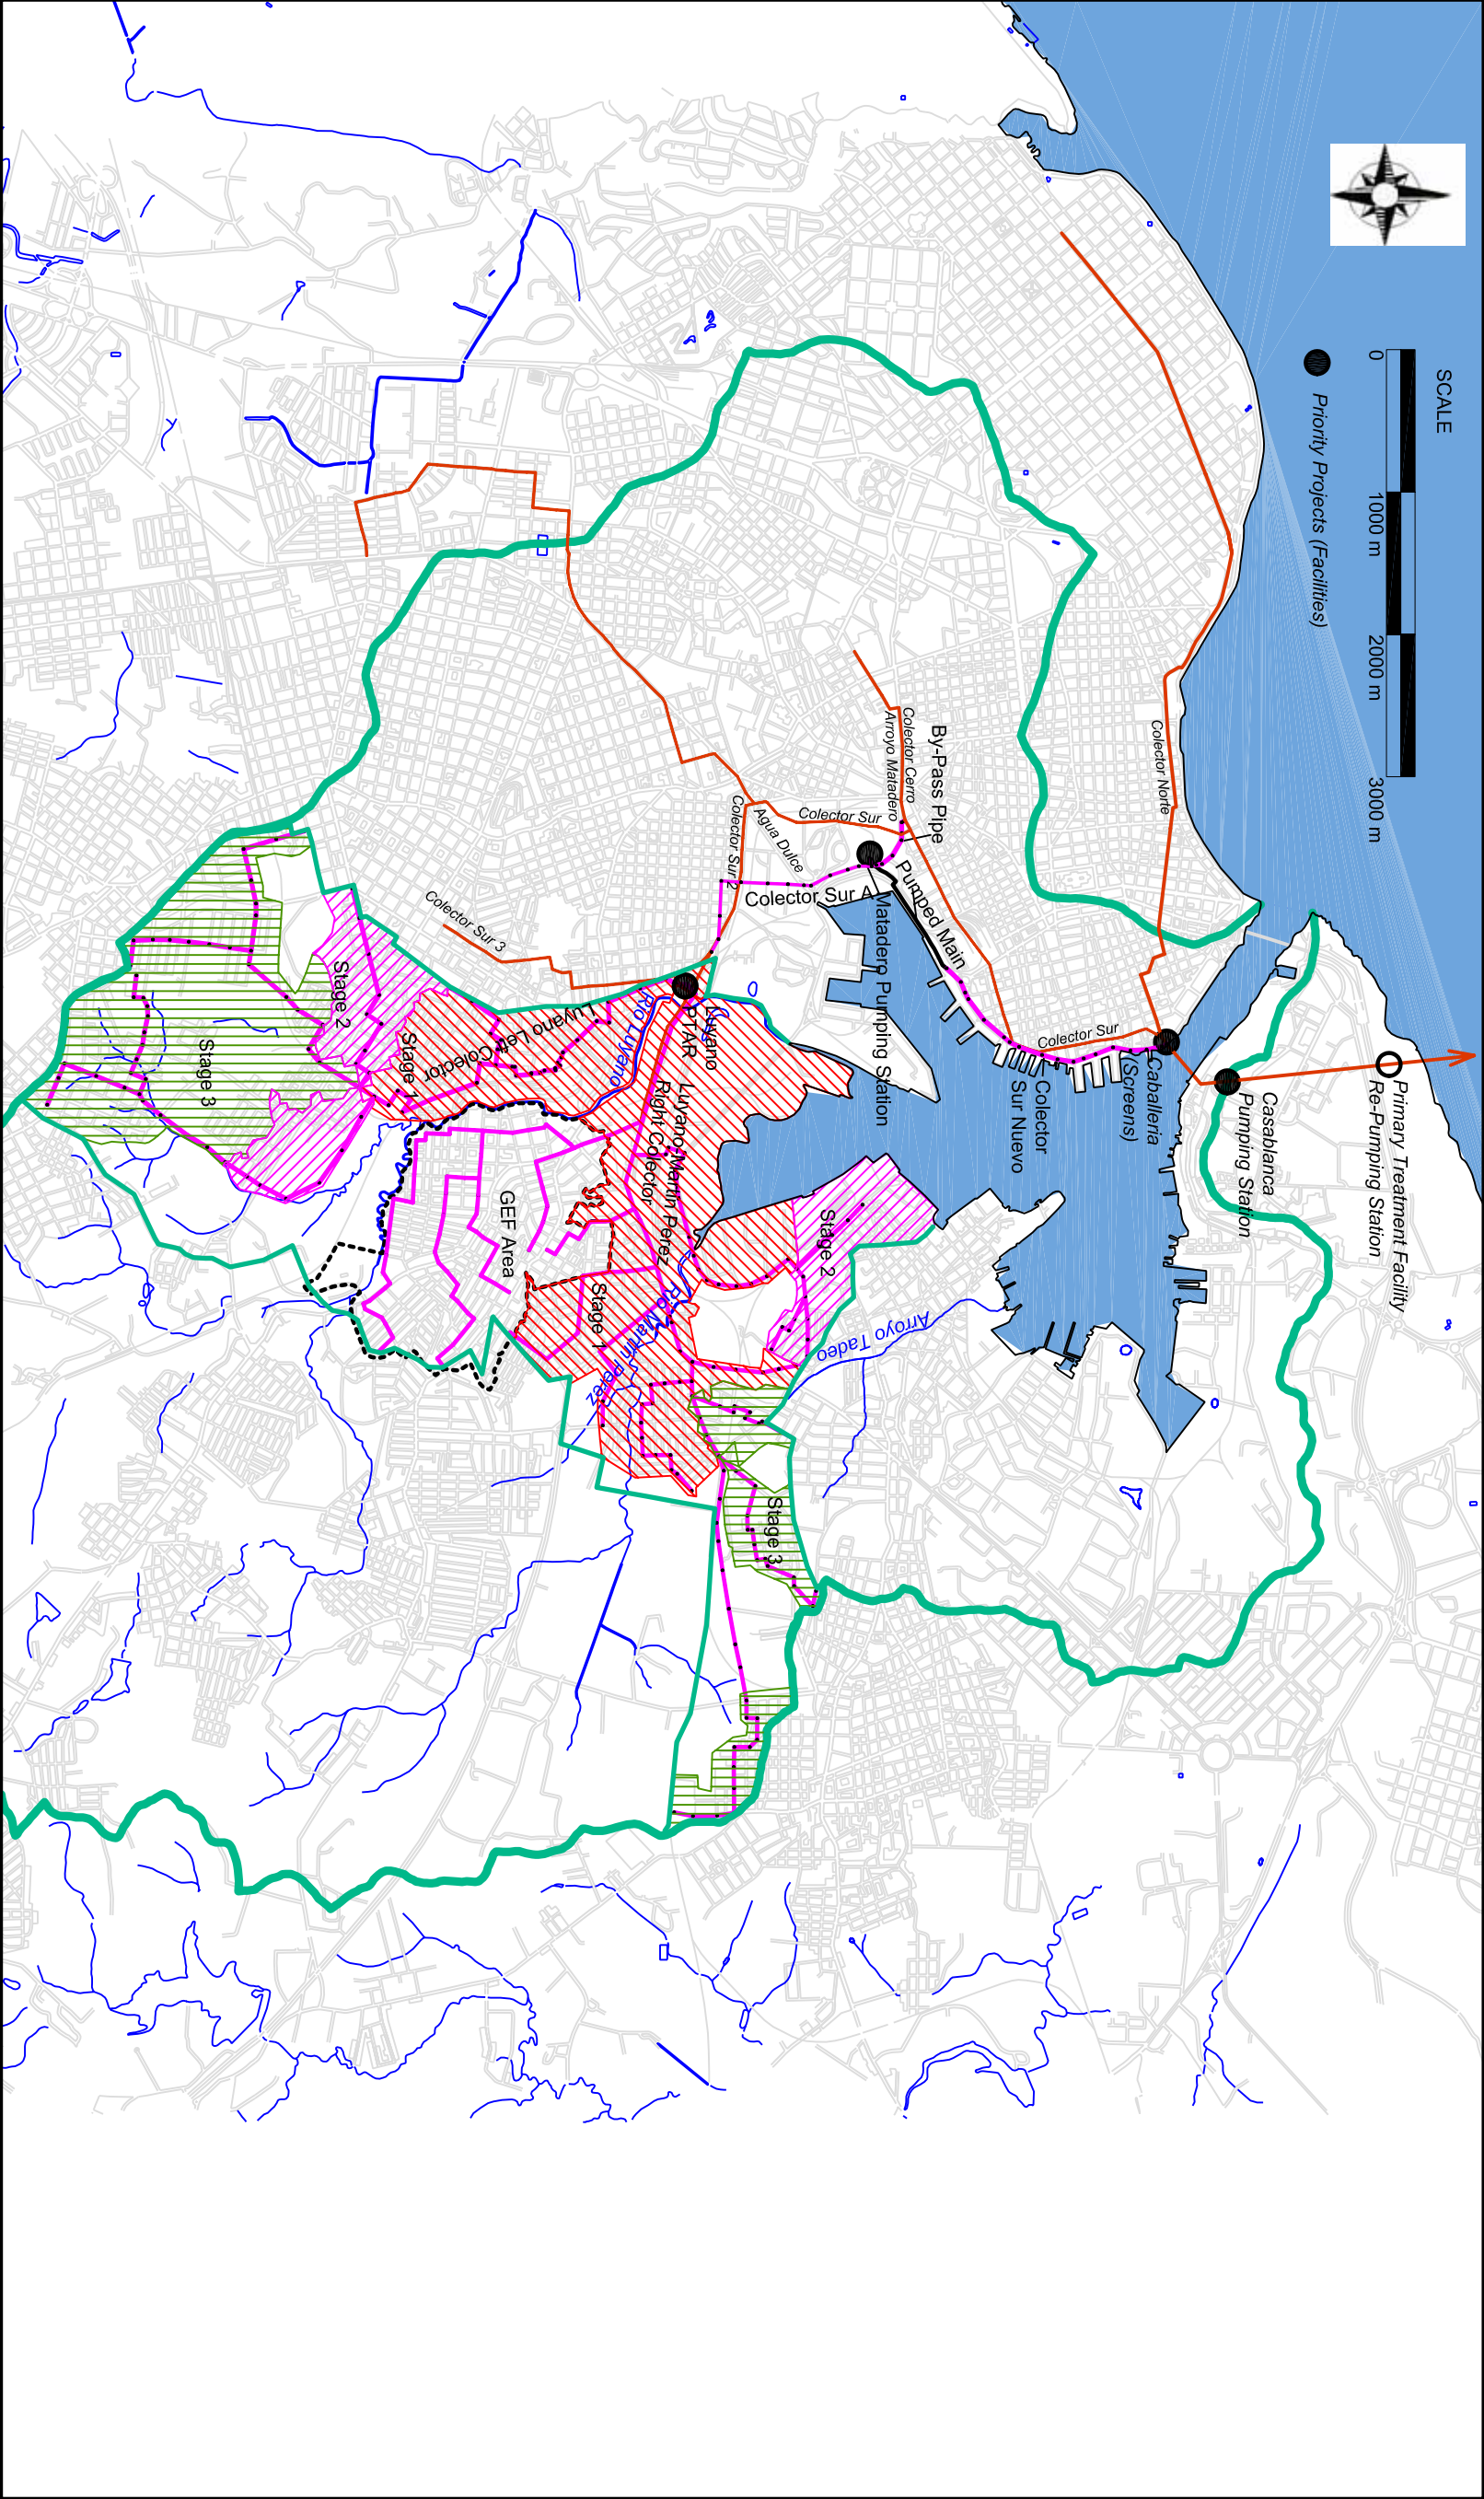 SCALE
0
1000 m
2000 m
3000 m
Priority Projects (Facilities)
Primary Treatment Facility
Re-Pumping Station
Casablanca
Pumping Station
Caballeria
(Screens)
Colector Norte
Colector Sur
Colector
Sur Nuevo
By-Pass Pipe
Pumped Main
Colector Cerro
Arroyo Matadero
Colector Sur
Matadero Pumping Station
Agua Dulce
Colector Sur A
Colector Sur 2
Colector Sur 3
Luyano
PTAR
Rio Luyano
Luyano Left Colector
Luyano-Martin Perez
Right Colector
Stage 2
Arroyo Tadeo
Rio Martin Perez
Stage 1
GEF Area
Stage 3
Stage 1
Stage 2
Stage 3